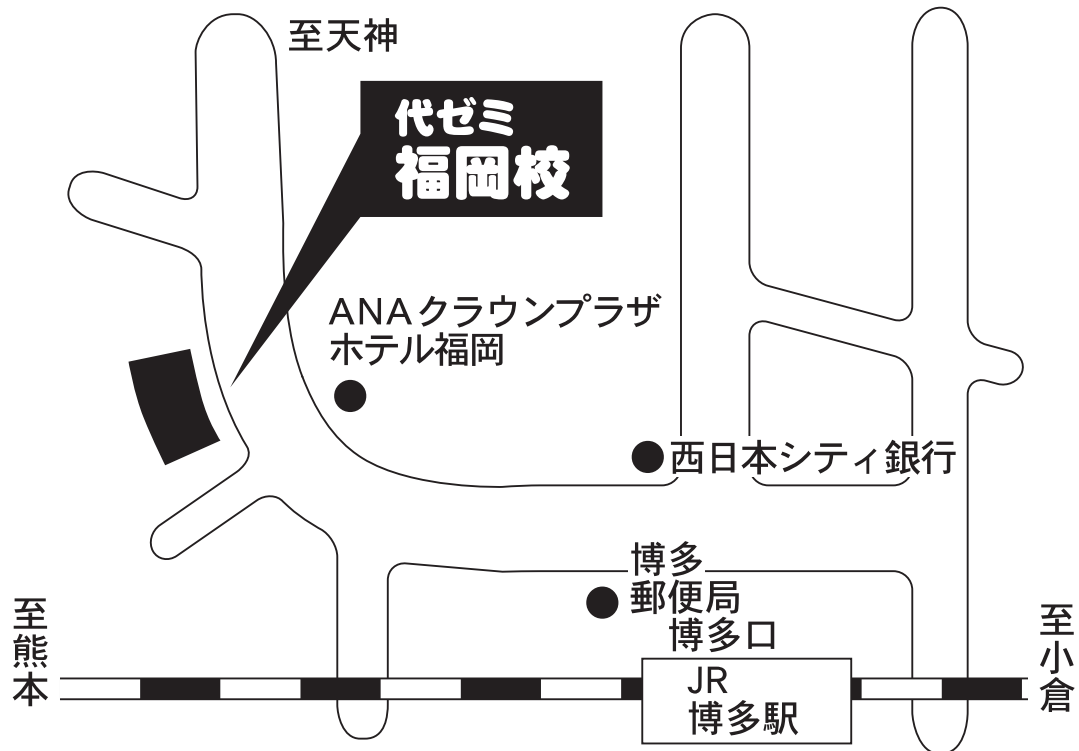 至天神
代ゼミ
福岡校
ANAクラウンプラザ
ホテル福岡
西日本シティ銀行
博多
郵便局
博多口
JR
博多駅
至熊本
至小倉